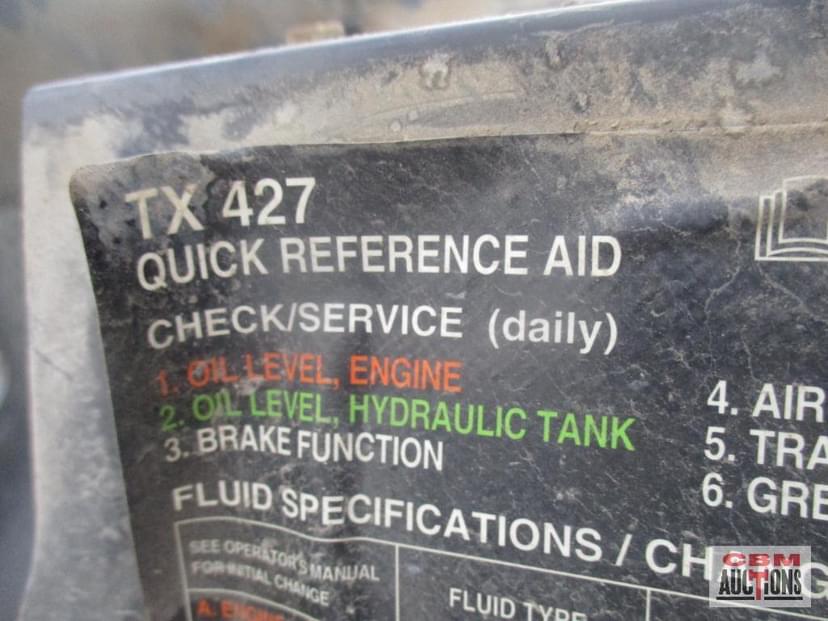 TX 427
QUICK REFERENCE AID
CHECK/SERVICE (daily)
1. OIL LEVEL, ENGINE
2. OIL LEVEL, HYDRAULIC TANK
3. BRAKE FUNCTION
4. AIR
5. TRA
6. GRE
FLUID SPECIFICATIONS / CH
SEE OPERATOR'S MANUAL
FOR INITIAL CHANGE
FLUID TYPE
A. ENGINE
CBM
AUCTIONS